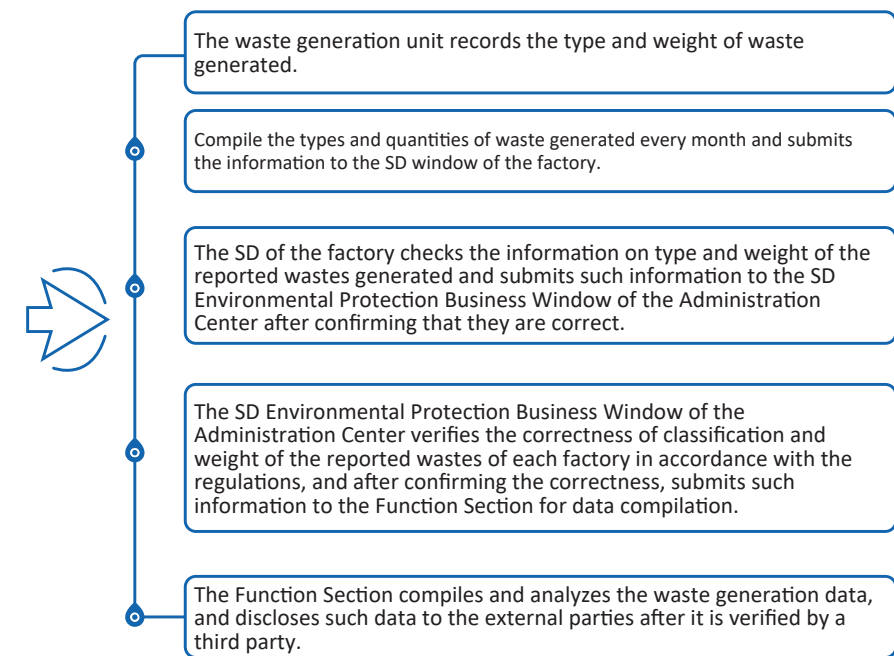 The waste generation unit records the type and weight of waste
generated.
Compile the types and quantities of waste generated every month and submits
the information to the SD window of the factory.
The SD of the factory checks the information on type and weight of the
reported wastes generated and submits such information to the SD
Environmental Protection Business Window of the Administration
Center after confirming that they are correct.
The SD Environmental Protection Business Window of the
Administration Center verifies the correctness of classification and
weight of the reported wastes of each factory in accordance with the
regulations, and after confirming the correctness, submits such
information to the Function Section for data compilation.
The Function Section compiles and analyzes the waste generation data,
and discloses such data to the external parties after it is verified by a
third party.